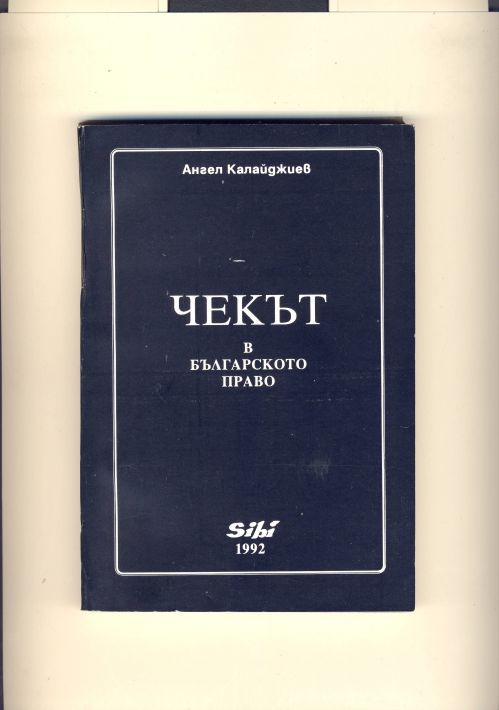 Ангел Калайджиев
ЧЕКЪТ
В
БЪЛГАРСКОТО
ПРАВО
Sibi
1992